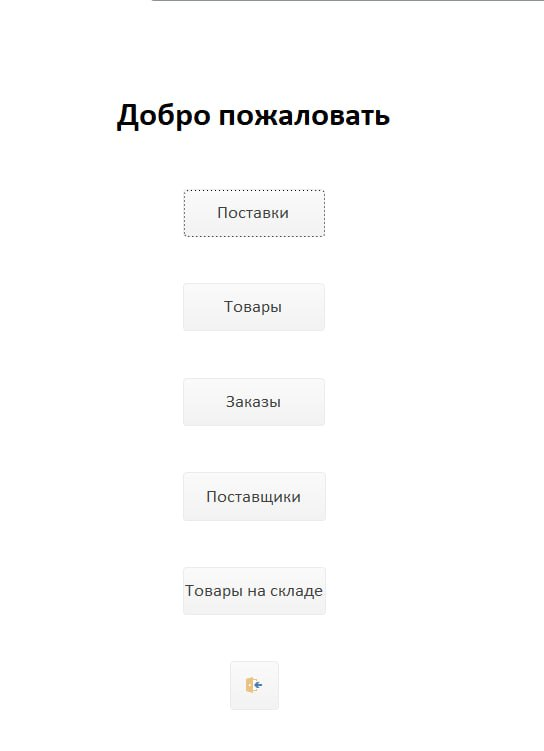 Добро пожаловать
Поставки
Товары
Заказы
Поставщики
Товары на складе